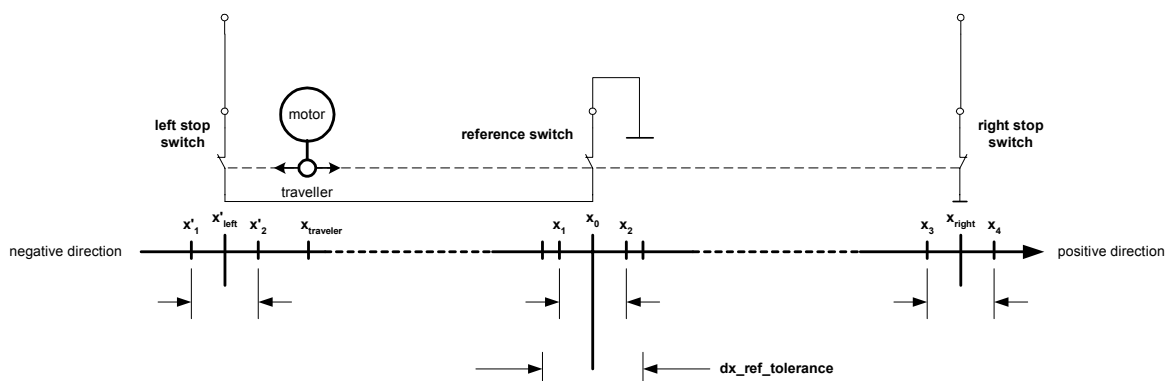 motor
left stop
switch
reference switch
right stop
switch
traveller
x'1
x'left
x'2
xtraveler
x1
x0
x2
x3
xright
x4
negative direction
positive direction
dx_ref_tolerance